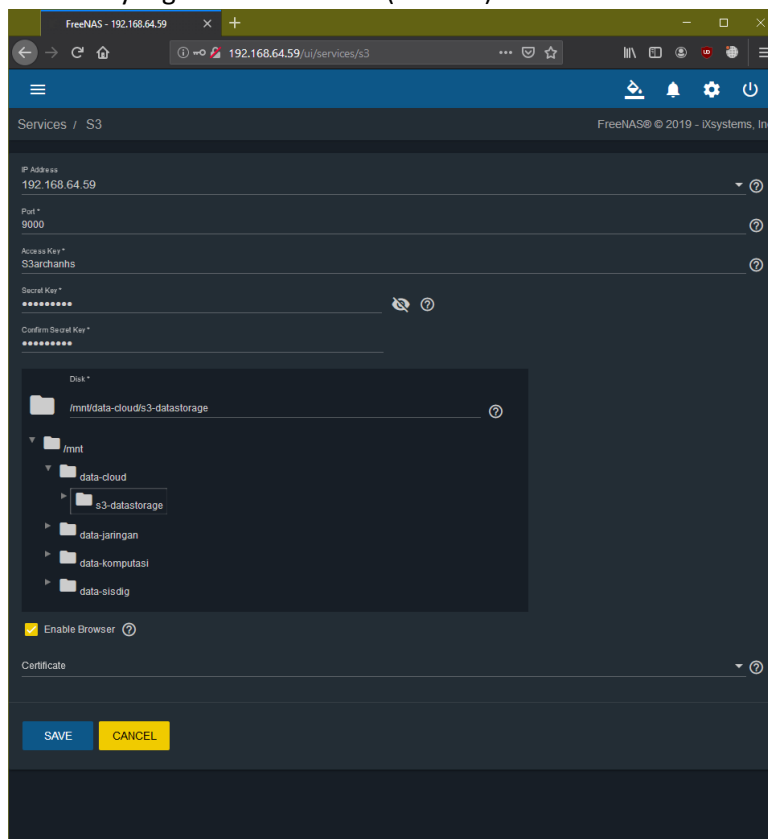 FreeNAS - 192.168.64.59
192.168.64.59/ui/services/s3
Services / S3
FreeNAS® © 2019 - iXsystems, In
IP Address
192.168.64.59
Port *
9000
Access Key *
S3archanhs
Secret Key *
•••••••••
Confirm Secret Key *
•••••••••
Disk *
/mnt/data-cloud/s3-datastorage
/mnt
data-cloud
s3-datastorage
data-jaringan
data-komputasi
data-sisdig
Enable Browser
Certificate
SAVE CANCEL